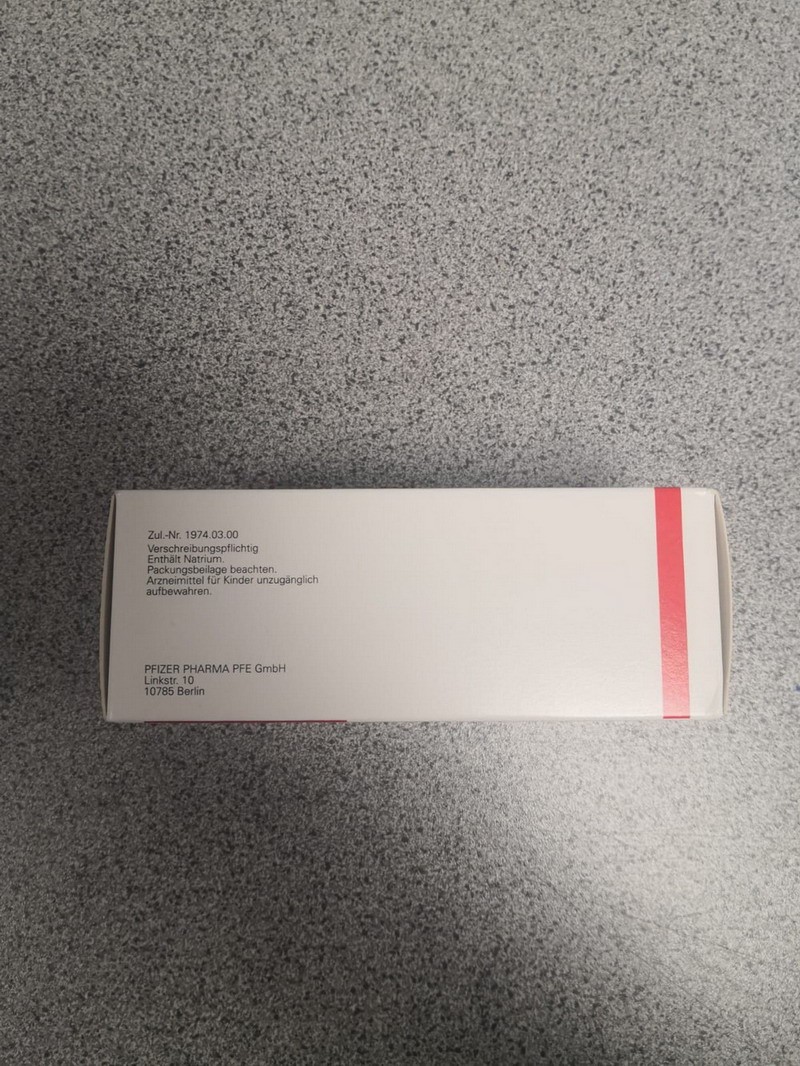 Zul.-Nr. 1974.03.00
Verschreibungspflichtig
Enthält Natrium.
Packungsbeilage beachten.
Arzneimittel für Kinder unzugänglich
aufbewahren.
PFIZER PHARMA PFE GmbH
Linkstr. 10
10785 Berlin